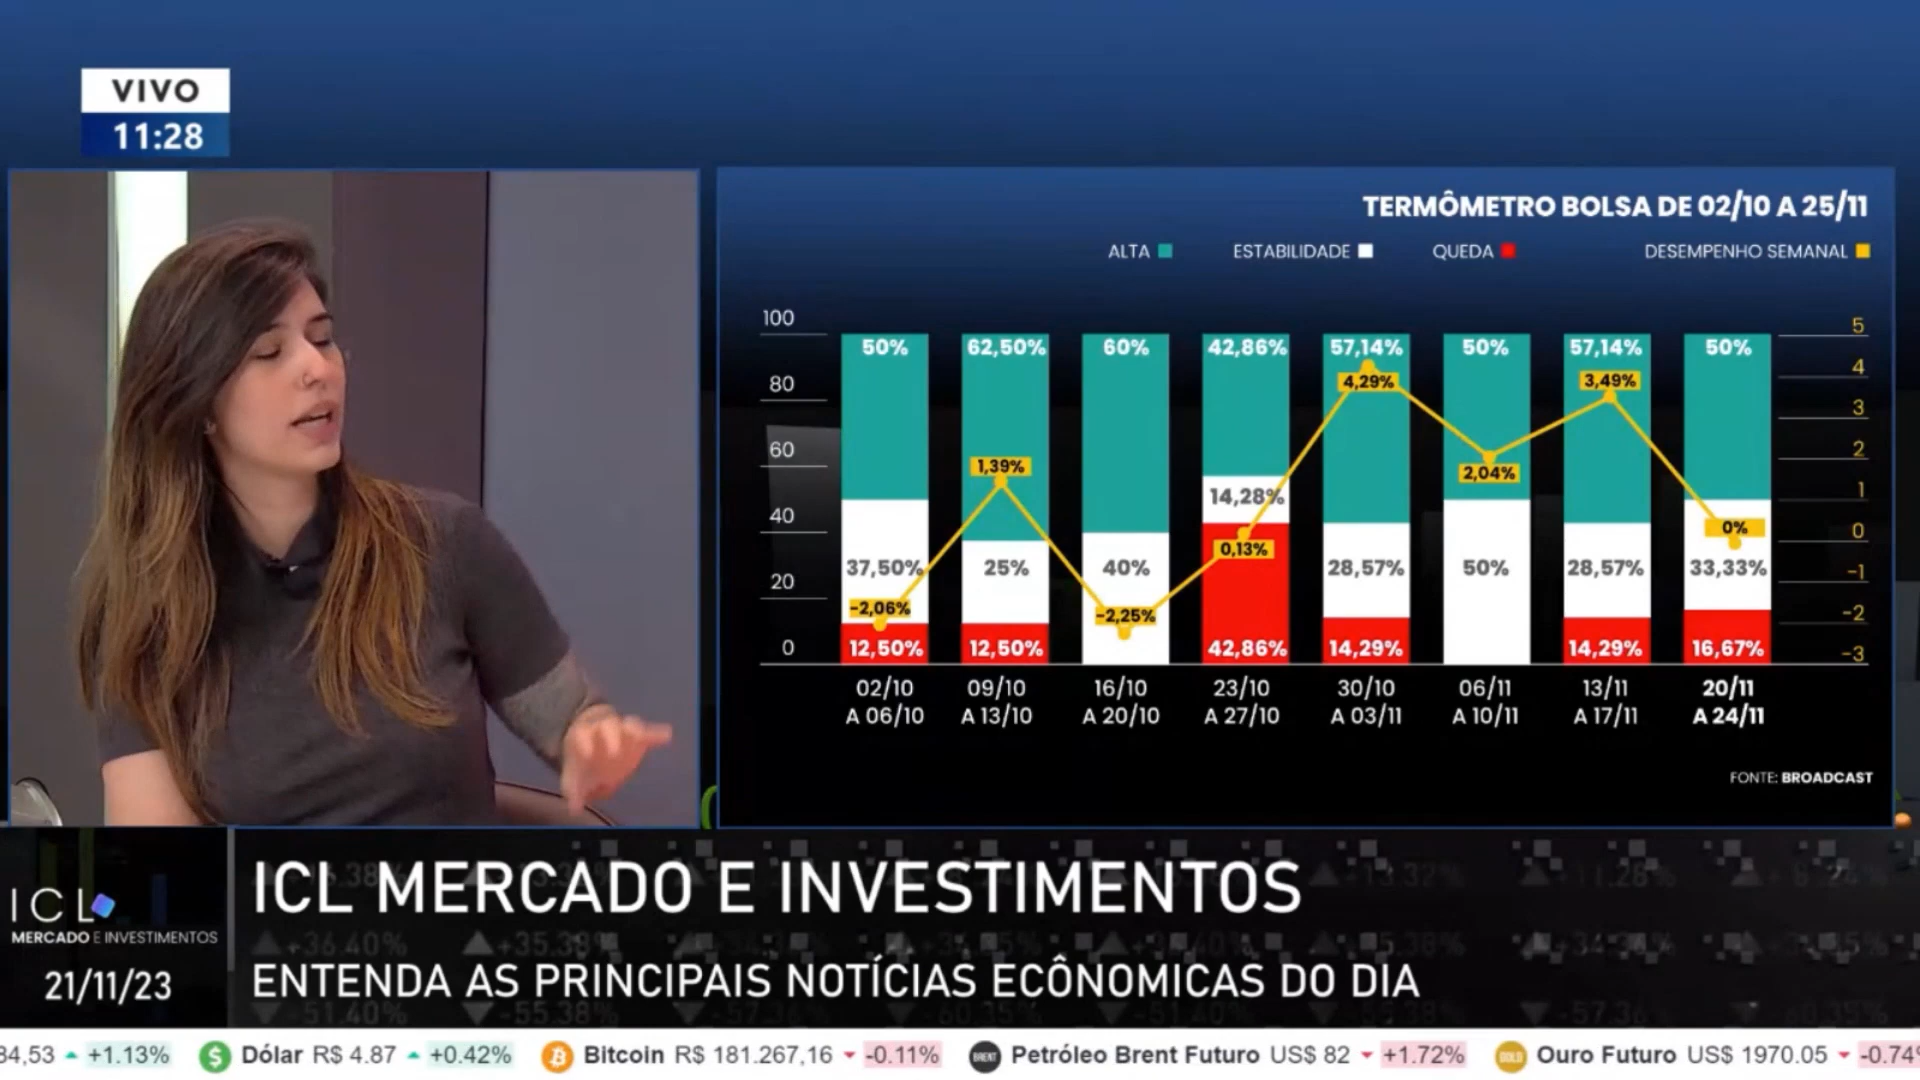 VIVO
11:28
TERMÔMETRO BOLSA DE 02/10 A 25/11
ALTA ESTABILIDADE QUEDA DESEMPENHO SEMANAL
100
80
60
40
20
0
5
4
3
2
1
0
-1
-2
-3
50% 62,50% 60% 42,86% 57,14% 50% 57,14% 50%
4,29% 3,49%
1,39% 2,04%
14,28%
0% 
0,13%
37,50% 25% 40% 28,57% 50% 28,57% 33,33%
-2,06% -2,25%
12,50% 12,50% 42,86% 14,29% 14,29% 16,67%
02/10 09/10 16/10 23/10 30/10 06/11 13/11 20/11
A 06/10 A 13/10 A 20/10 A 27/10 A 03/11 A 10/11 A 17/11 A 24/11
FONTE: BROADCAST
ICL MERCADO E INVESTIMENTOS
ENTENDA AS PRINCIPAIS NOTÍCIAS ECÔNOMICAS DO DIA
ICL
MERCADO E INVESTIMENTOS
21/11/23
34,53 +1.13% Dólar R$ 4.87 +0.42% Bitcoin R$ 181.267,16 -0.11% BRENT Petróleo Brent Futuro US$ 82 +1.72% GOLD Ouro Futuro US$ 1970.05 -0.74%